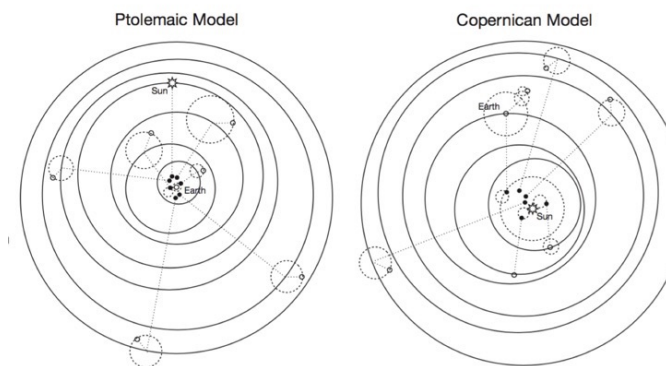 Ptolemaic Model
Sun
Earth
Copernican Model
Earth
Sun